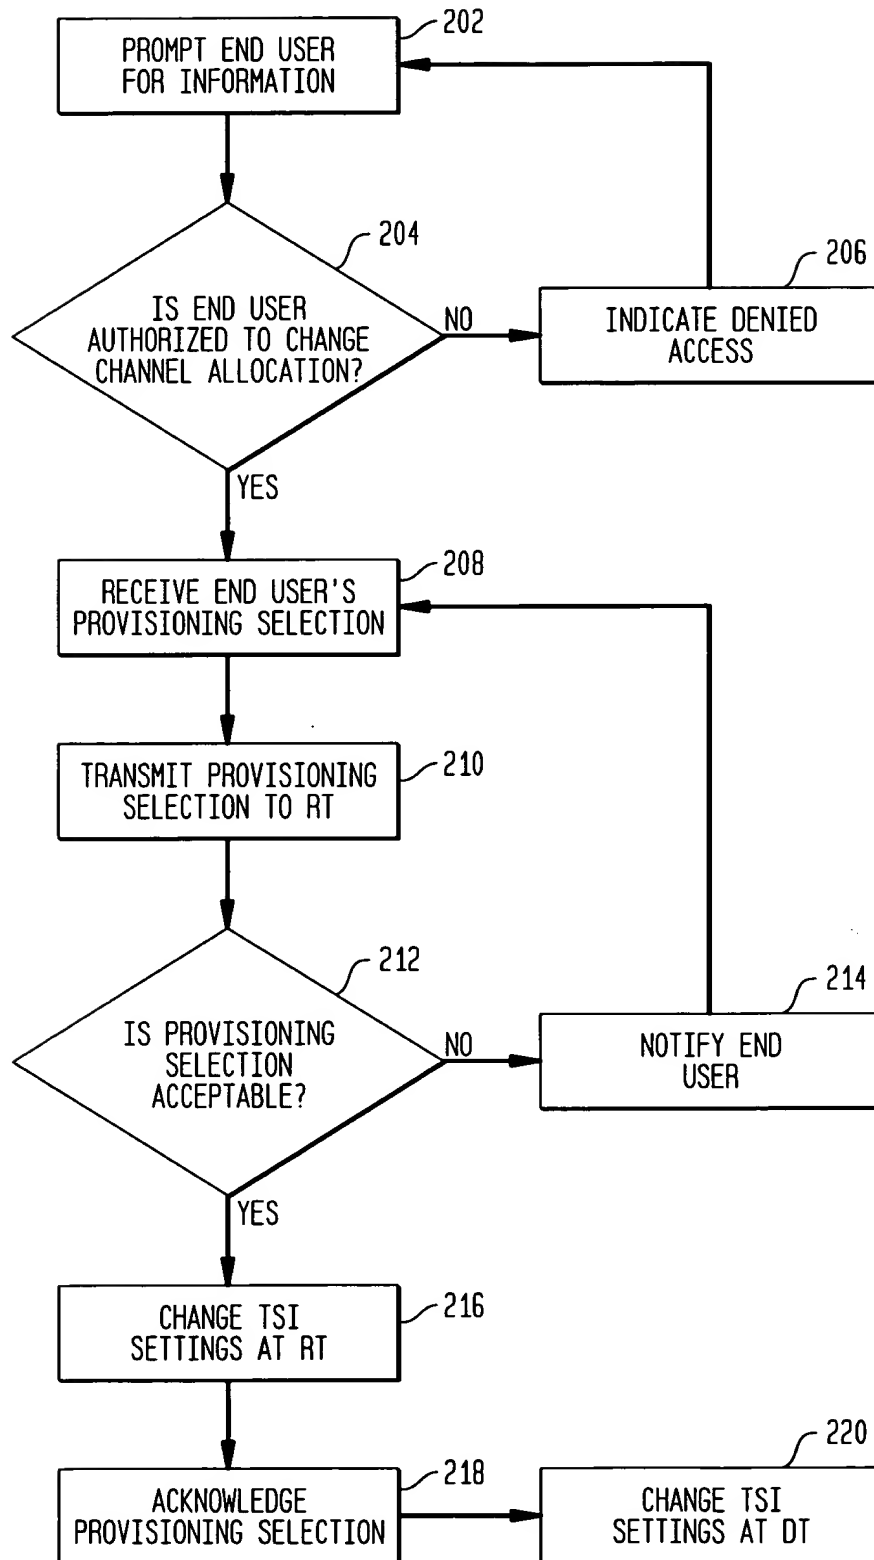 PROMPT END USER
FOR INFORMATION
202
IS END USER
AUTHORIZED TO CHANGE
CHANNEL ALLOCATION?
204
NO
INDICATE DENIED
ACCESS
206
YES
RECEIVE END USER'S
PROVISIONING SELECTION
208
TRANSMIT PROVISIONING
SELECTION TO RT
210
IS PROVISIONING
SELECTION
ACCEPTABLE?
212
NO
NOTIFY END
USER
214
YES
CHANGE TSI
SETTINGS AT RT
216
ACKNOWLEDGE
PROVISIONING SELECTION
218
CHANGE TSI
SETTINGS AT DT
220